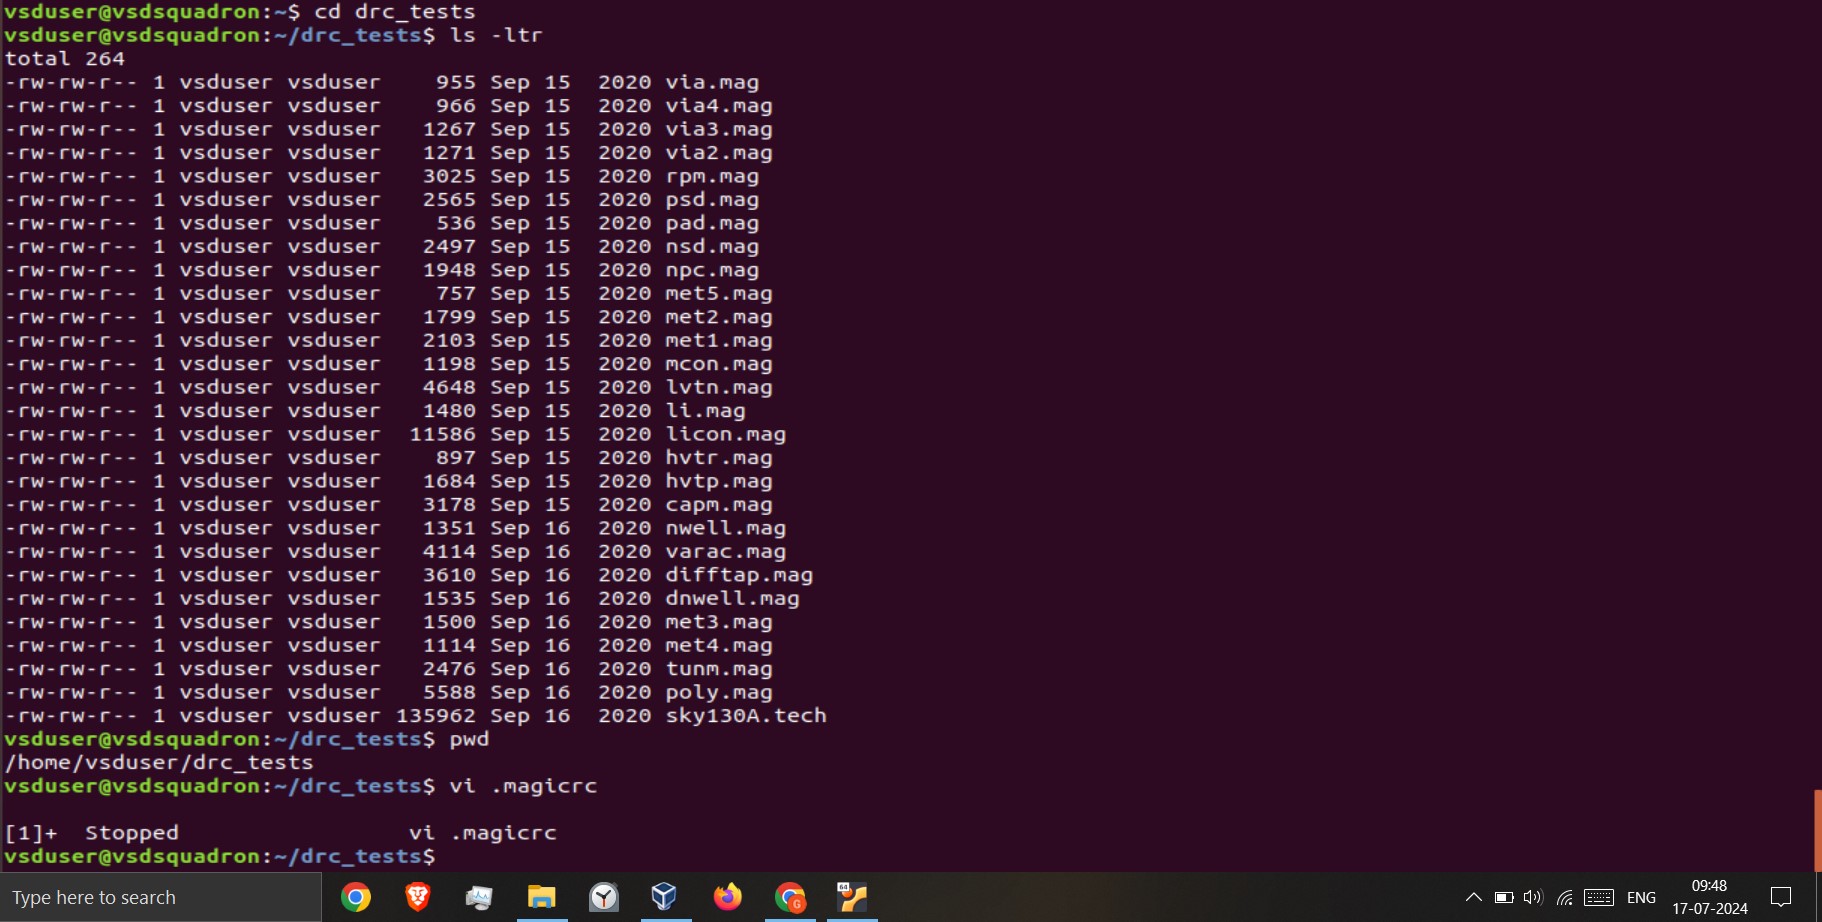 vsduser@vsdsquadron:~$ cd drc_tests
vsduser@vsdsquadron:~/drc_tests$ ls -ltr
total 264
-rw-rw-r-- 1 vsduser vsduser    955 Sep 15  2020 via.mag
-rw-rw-r-- 1 vsduser vsduser    966 Sep 15  2020 via4.mag
-rw-rw-r-- 1 vsduser vsduser   1267 Sep 15  2020 via3.mag
-rw-rw-r-- 1 vsduser vsduser   1271 Sep 15  2020 via2.mag
-rw-rw-r-- 1 vsduser vsduser   3025 Sep 15  2020 rpm.mag
-rw-rw-r-- 1 vsduser vsduser   2565 Sep 15  2020 psd.mag
-rw-rw-r-- 1 vsduser vsduser    536 Sep 15  2020 pad.mag
-rw-rw-r-- 1 vsduser vsduser   2497 Sep 15  2020 nsd.mag
-rw-rw-r-- 1 vsduser vsduser   1948 Sep 15  2020 npc.mag
-rw-rw-r-- 1 vsduser vsduser    757 Sep 15  2020 met5.mag
-rw-rw-r-- 1 vsduser vsduser   1799 Sep 15  2020 met2.mag
-rw-rw-r-- 1 vsduser vsduser   2103 Sep 15  2020 met1.mag
-rw-rw-r-- 1 vsduser vsduser   1198 Sep 15  2020 mcon.mag
-rw-rw-r-- 1 vsduser vsduser   4648 Sep 15  2020 lvtn.mag
-rw-rw-r-- 1 vsduser vsduser   1480 Sep 15  2020 li.mag
-rw-rw-r-- 1 vsduser vsduser  11586 Sep 15  2020 licon.mag
-rw-rw-r-- 1 vsduser vsduser    897 Sep 15  2020 hvtr.mag
-rw-rw-r-- 1 vsduser vsduser   1684 Sep 15  2020 hvtp.mag
-rw-rw-r-- 1 vsduser vsduser   3178 Sep 15  2020 capm.mag
-rw-rw-r-- 1 vsduser vsduser   1351 Sep 16  2020 nwell.mag
-rw-rw-r-- 1 vsduser vsduser   4114 Sep 16  2020 varac.mag
-rw-rw-r-- 1 vsduser vsduser   3610 Sep 16  2020 difftap.mag
-rw-rw-r-- 1 vsduser vsduser   1535 Sep 16  2020 dnwell.mag
-rw-rw-r-- 1 vsduser vsduser   1500 Sep 16  2020 met3.mag
-rw-rw-r-- 1 vsduser vsduser   1114 Sep 16  2020 met4.mag
-rw-rw-r-- 1 vsduser vsduser   2476 Sep 16  2020 tunm.mag
-rw-rw-r-- 1 vsduser vsduser   5588 Sep 16  2020 poly.mag
-rw-rw-r-- 1 vsduser vsduser 135962 Sep 16  2020 sky130A.tech
vsduser@vsdsquadron:~/drc_tests$ pwd
/home/vsduser/drc_tests
vsduser@vsdsquadron:~/drc_tests$ vi .magicrc
[1]+  Stopped                 vi .magicrc
vsduser@vsdsquadron:~/drc_tests$
Type here to search
G
64
ENG
09:48
17-07-2024